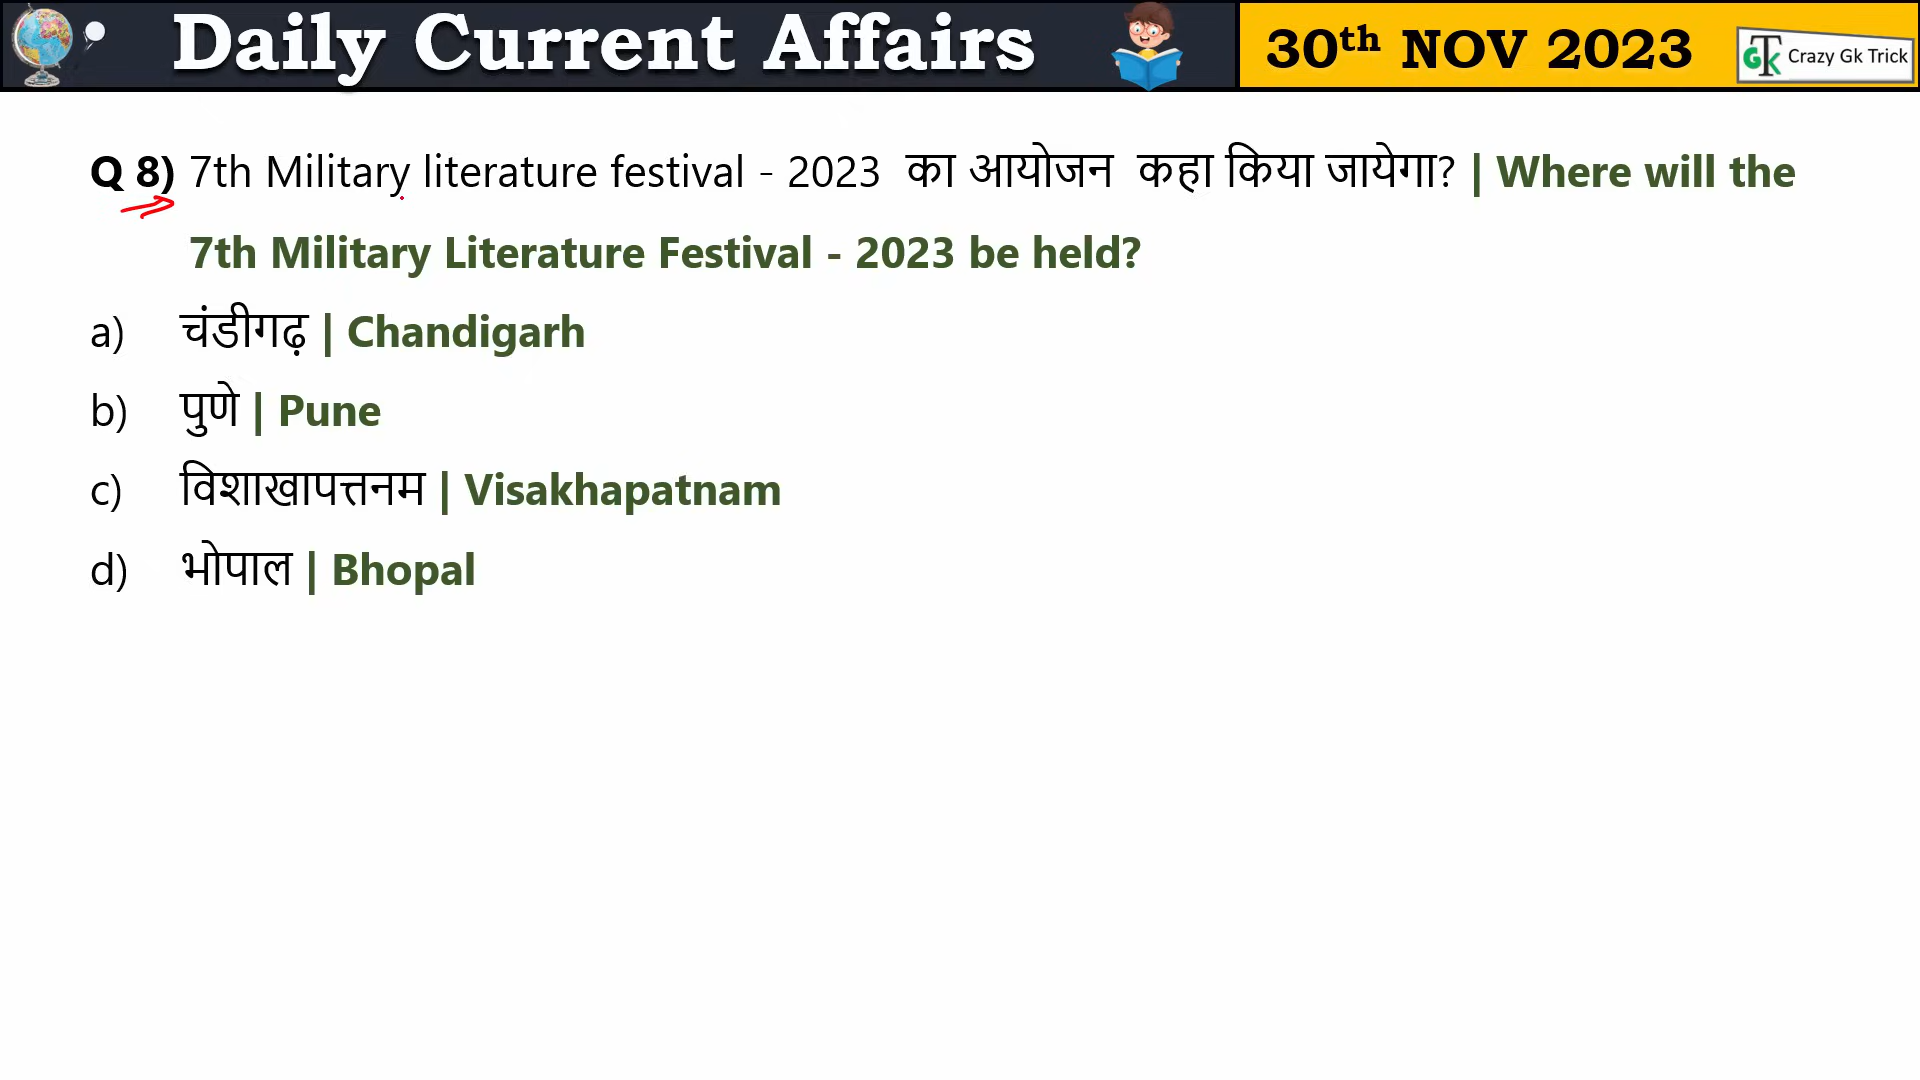 Daily Current Affairs
30th NOV 2023
GTK Crazy Gk Trick
Q 8) 7th Military literature festival - 2023 का आयोजन कहा किया जायेगा? | Where will the
7th Military Literature Festival - 2023 be held?
a) चंडीगढ़ | Chandigarh
b) पुणे | Pune
c) विशाखापत्तनम | Visakhapatnam
d) भोपाल | Bhopal